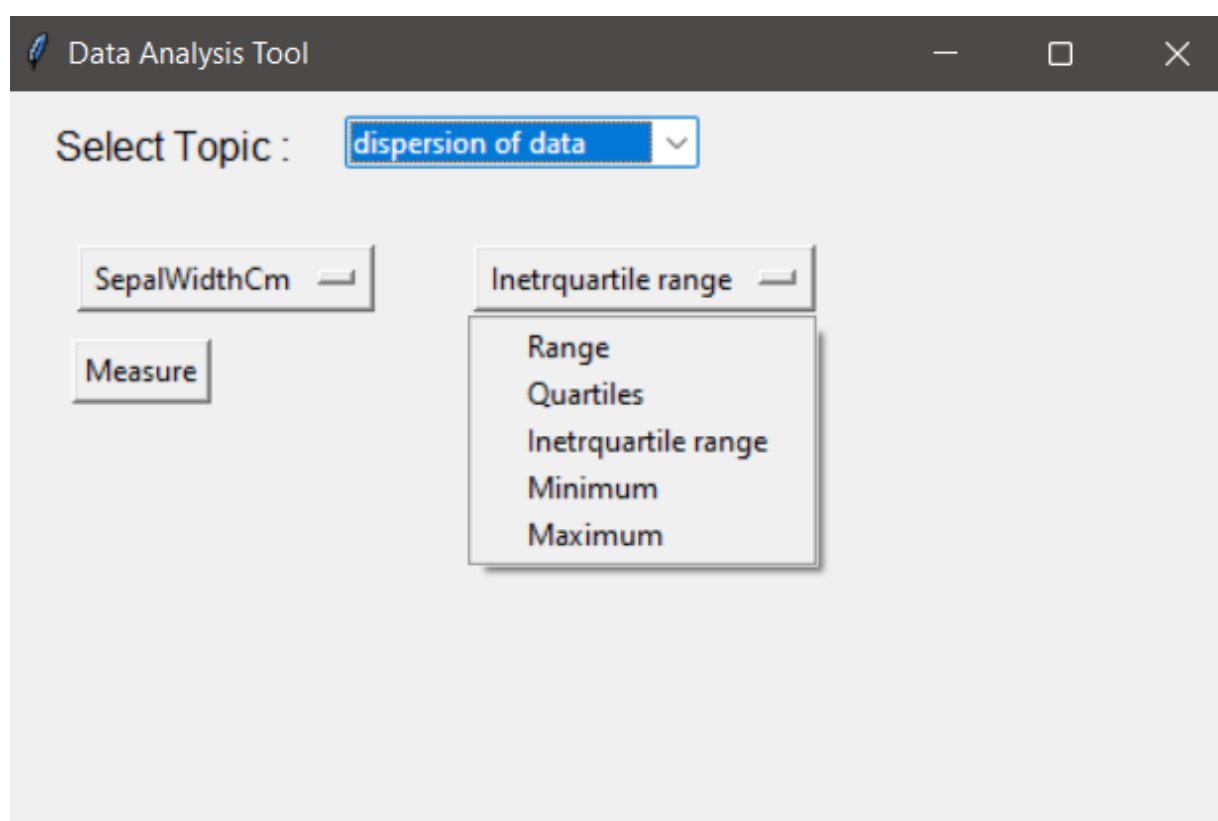 Data Analysis Tool
Select Topic :
dispersion of data
SepalWidthCm
Inetrquartile range
Measure
Range
Quartiles
Inetrquartile range
Minimum
Maximum